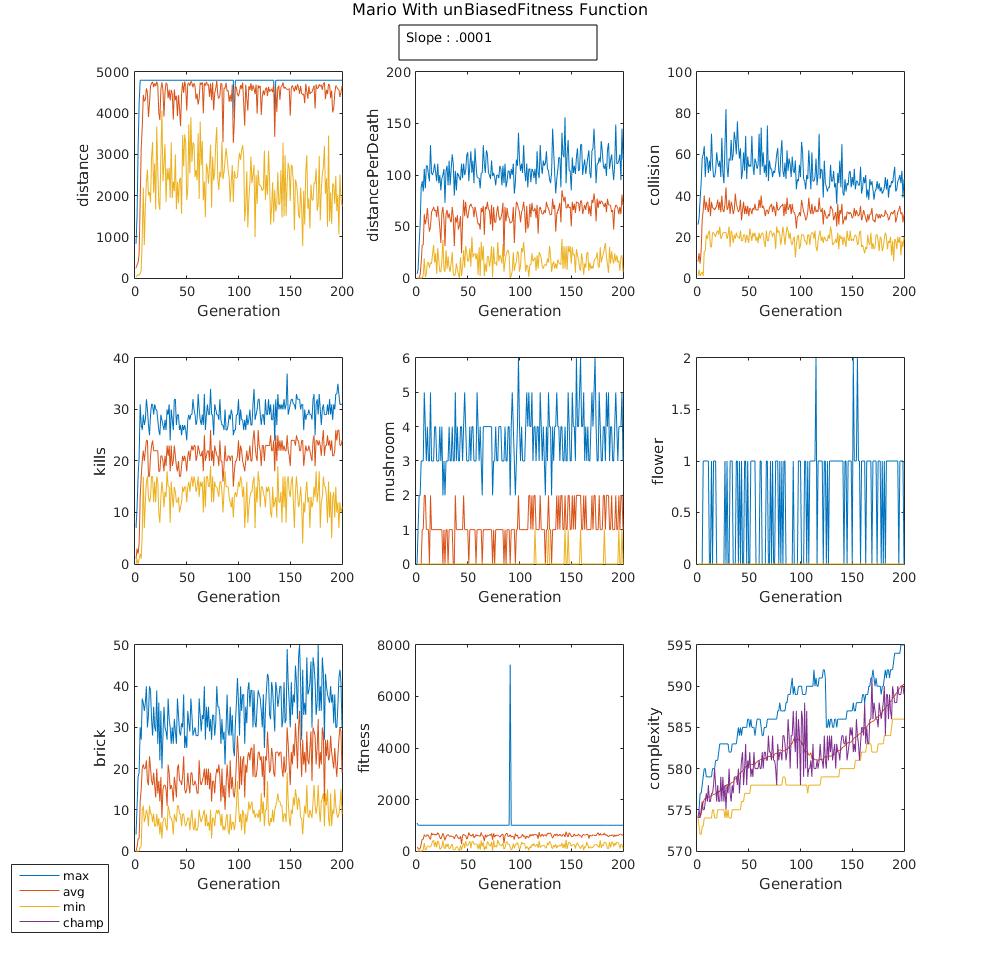 Mario With unBiasedFitness Function
Slope : .0001
distance
5000
4000
3000
2000
1000
0
0 50 100 150 200
Generation
distancePerDeath
200
150
100
50
0
0 50 100 150 200
Generation
collision
100
80
60
40
20
0
0 50 100 150 200
Generation
kills
40
30
20
10
0
0 50 100 150 200
Generation
mushroom
6
5
4
3
2
1
0
0 50 100 150 200
Generation
flower
2
1.5
1
0.5
0
0 50 100 150 200
Generation
brick
50
40
30
20
10
0
0 50 100 150 200
Generation
fitness
8000
6000
4000
2000
0
0 50 100 150 200
Generation
complexity
595
590
585
580
575
570
0 50 100 150 200
Generation
max
avg
min
champ